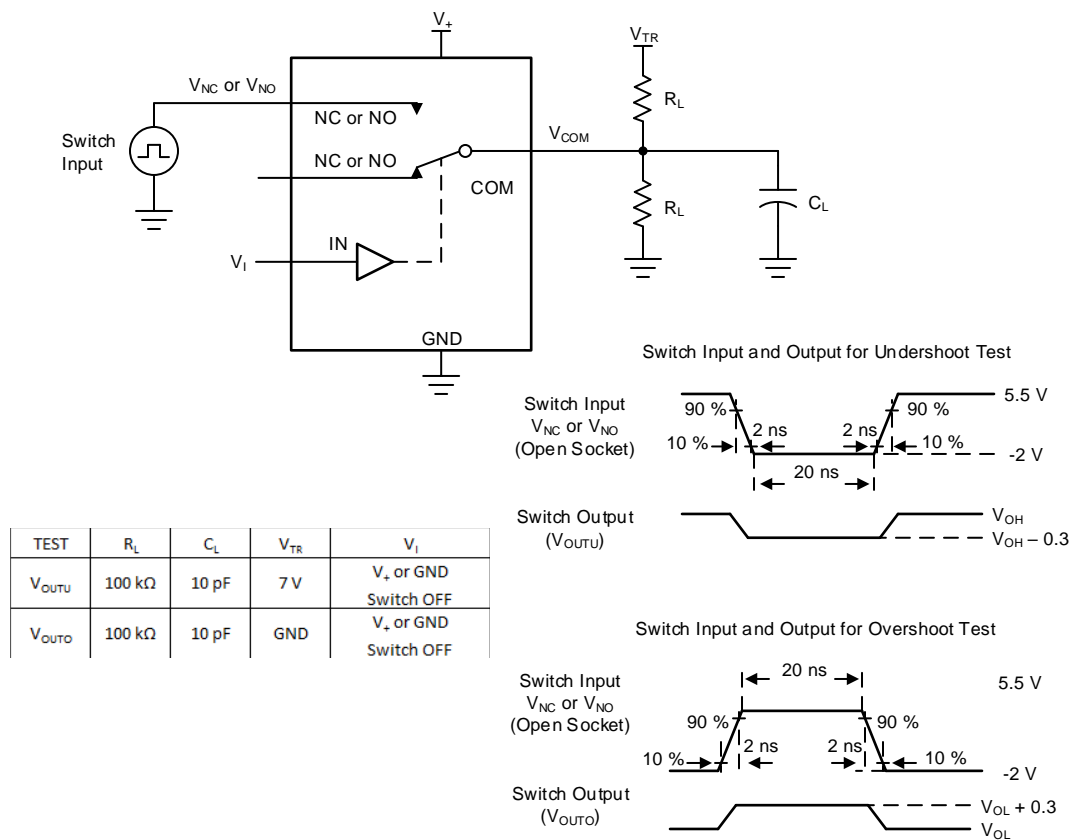 V+
VNC or VNO
Switch
Input
NC or NO
NC or NO
COM
IN
VI
GND
VCOM
VTR
RL
RL
CL
Switch Input and Output for Undershoot Test
Switch Input
VNC or VNO
(Open Socket)
90 %
10 %
2 ns
2 ns
90 %
10 %
20 ns
5.5 V
-2 V
Switch Output
(VOUTU)
VOH
VOH – 0.3
TEST RL CL VTR VI
VOUTU 100 kΩ 10 pF 7 V V+ or GND
Switch OFF
VOUTO 100 kΩ 10 pF GND V+ or GND
Switch OFF
Switch Input and Output for Overshoot Test
Switch Input
VNC or VNO
(Open Socket)
20 ns
5.5 V
90 %
90 %
10 %
2 ns
2 ns
10 %
-2 V
Switch Output
(VOUTO)
VOL + 0.3
VOL